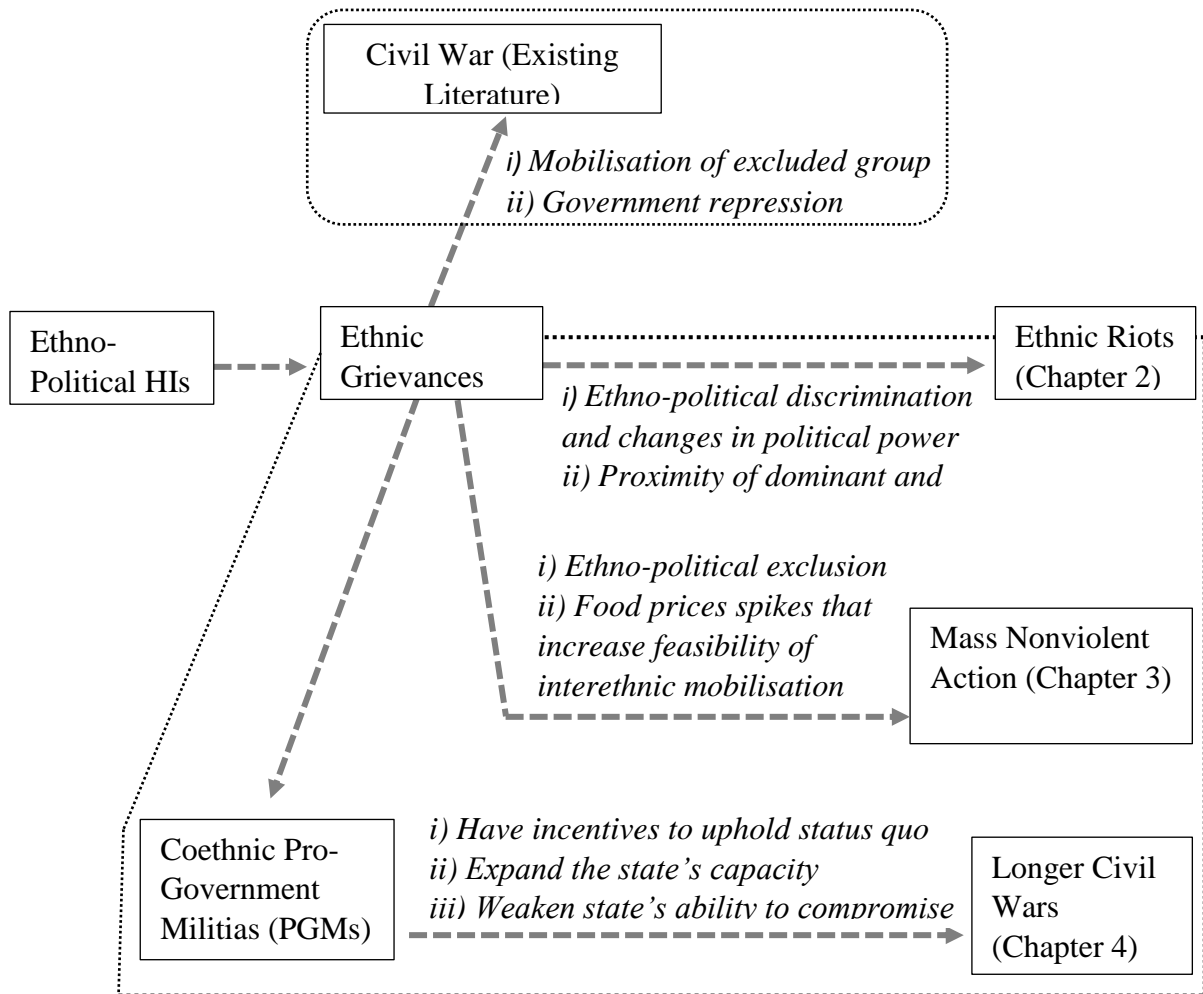 Civil War (Existing
Literature)
i) Mobilisation of excluded group
ii) Government repression
Ethno-
Political HIs
Ethnic
Grievances
Ethnic Riots
(Chapter 2)
i) Ethno-political discrimination
and changes in political power
ii) Proximity of dominant and
i) Ethno-political exclusion
ii) Food prices spikes that
increase feasibility of
interethnic mobilisation
Mass Nonviolent
Action (Chapter 3)
Coethnic Pro-
Government
Militias (PGMs)
i) Have incentives to uphold status quo
ii) Expand the state’s capacity
iii) Weaken state’s ability to compromise
Longer Civil
Wars
(Chapter 4)